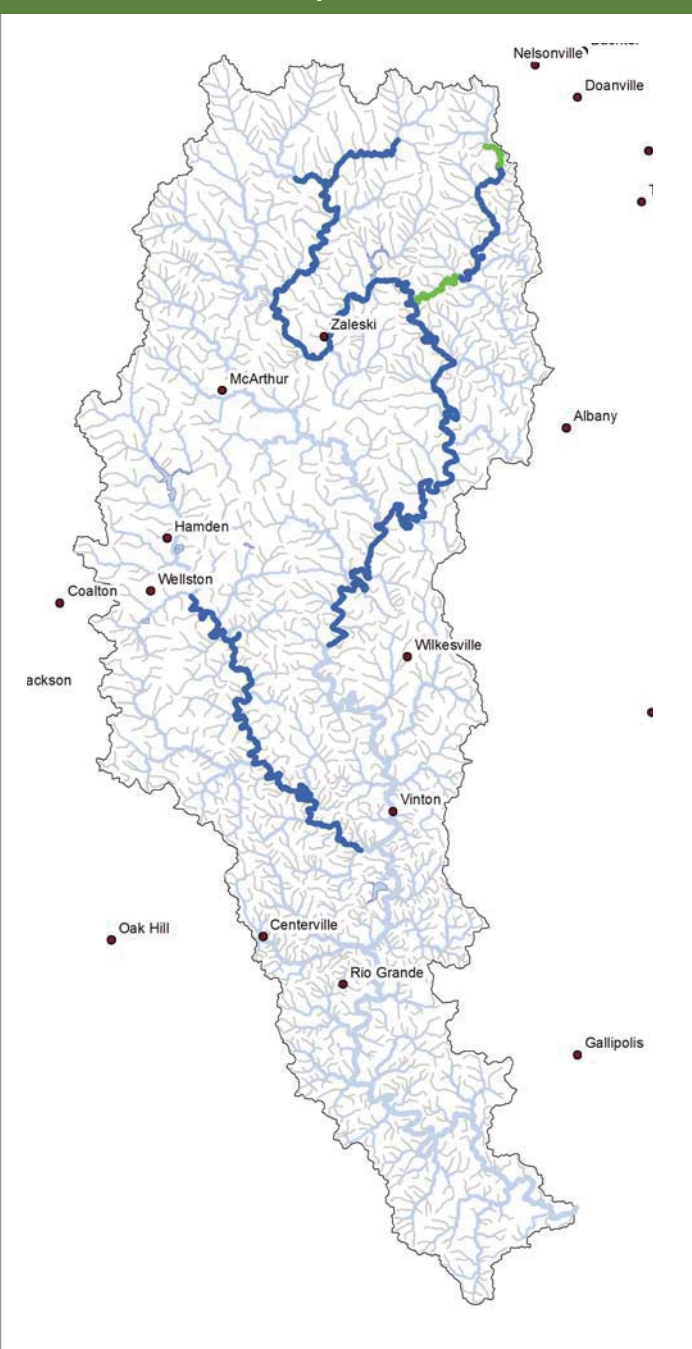 Nelsonville
Doanville
Zaleski
McArthur
Albany
Hamden
Wellston
Coalton
Wilkesville
ackson
Vinton
Oak Hill
Centerville
Rio Grande
Gallipolis